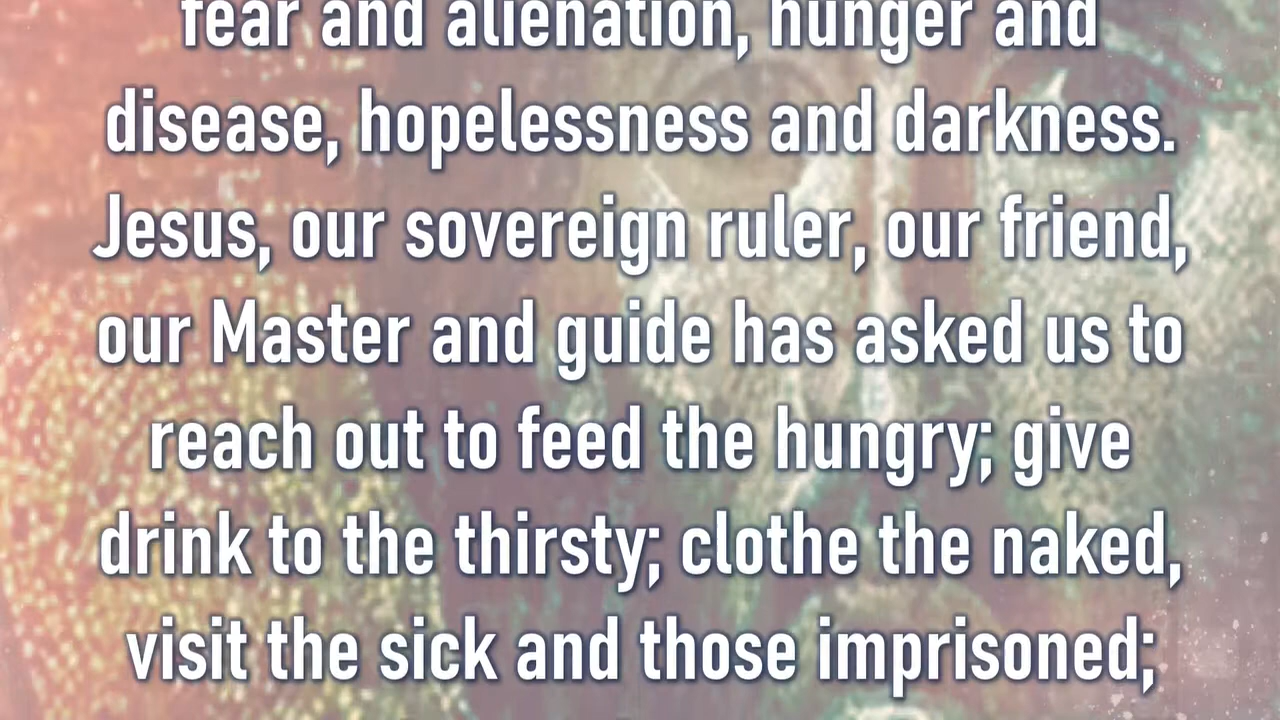 fear and alienation, hunger and
disease, hopelessness and darkness.
Jesus, our sovereign ruler, our friend,
our Master and guide has asked us to
reach out to feed the hungry; give
drink to the thirsty; clothe the naked,
visit the sick and those imprisoned;